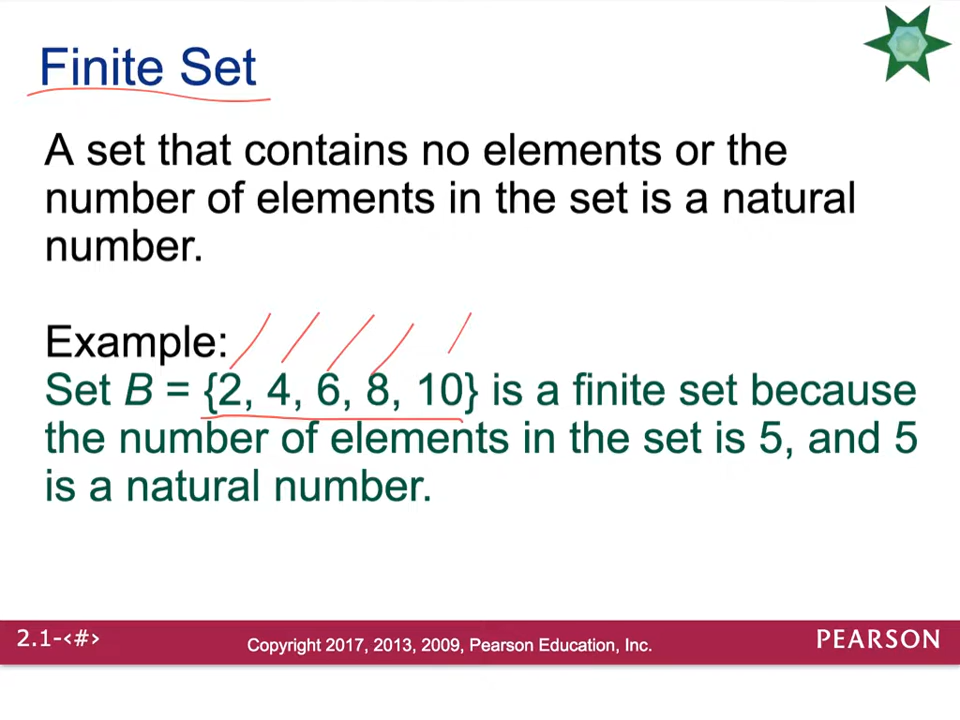 Finite Set
A set that contains no elements or the
number of elements in the set is a natural
number.
Example:
Set B = {2, 4, 6, 8, 10} is a finite set because
the number of elements in the set is 5, and 5
is a natural number.
2.1-<#>
Copyright 2017, 2013, 2009, Pearson Education, Inc.
PEARSON